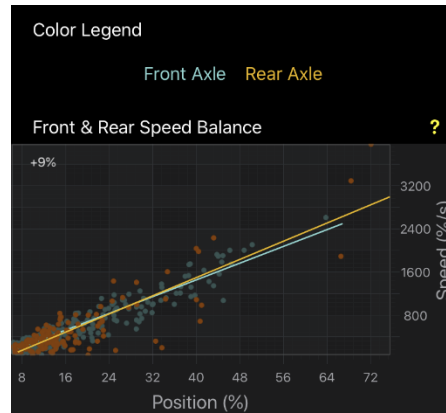 Color Legend
Front Axle Rear Axle
Front & Rear Speed Balance ?
+9%
3200
2400
1600
800
Speed (%/s)
8 16 24 32 40 48 56 64 72
Position (%)